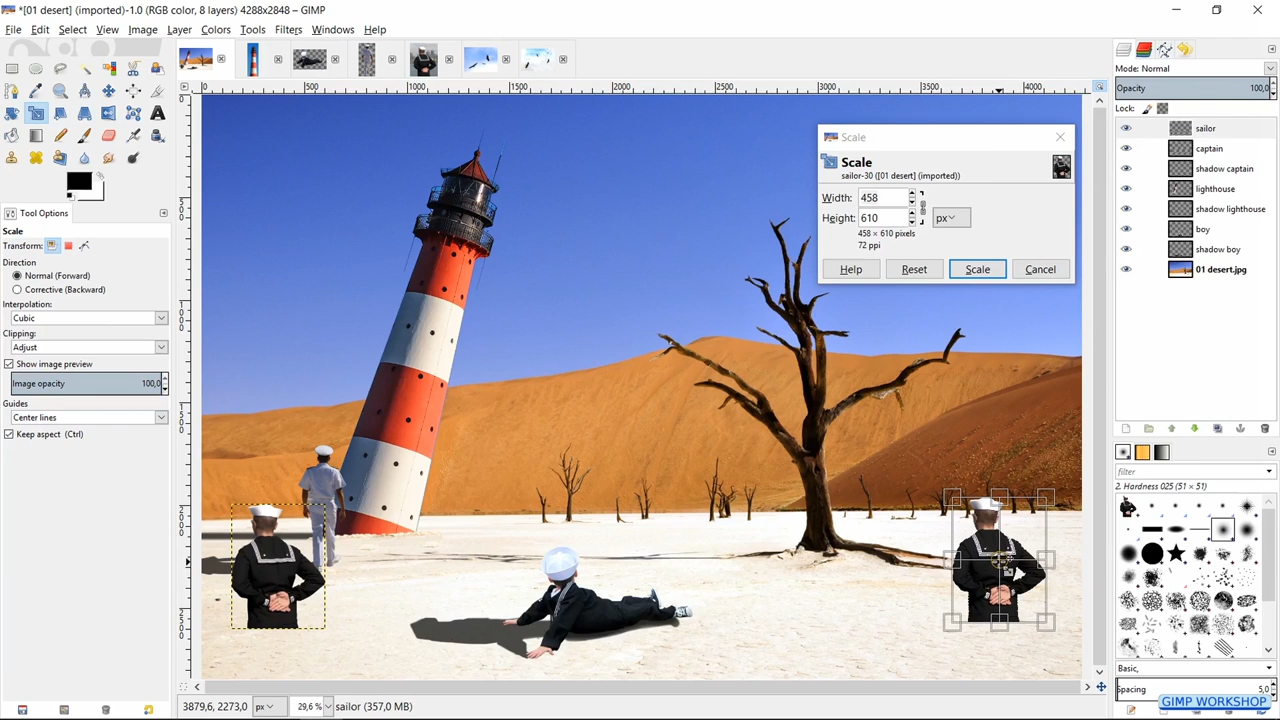 *[01 desert] (imported)-1.0 (RGB color, 8 layers) 4288x2848 – GIMP
File Edit Select View Image Layer Colors Tools Filters Windows Help
0 500 1000 1500 2000 2500 3000 3500 4000
Mode: Normal
Opacity 100,0
Lock:
sailor
captain
shadow captain
lighthouse
shadow lighthouse
boy
shadow boy
01 desert.jpg
Tool Options
Scale
Transform:
Direction
Normal (Forward)
Corrective (Backward)
Interpolation:
Cubic
Clipping:
Adjust
Show image preview
Image opacity 100,0
Guides
Center lines
Keep aspect (Ctrl)
Scale
Scale
sailor-30 ([01 desert] (imported))
Width: 458
Height: 610 px
458 × 610 pixels
72 ppi
Help Reset Scale Cancel
filter
2. Hardness 025 (51 × 51)
Basic,
Spacing 5,0
GIMP WORKSHOP
3879,6, 2273,0 px 29,6 % sailor (357,0 MB)